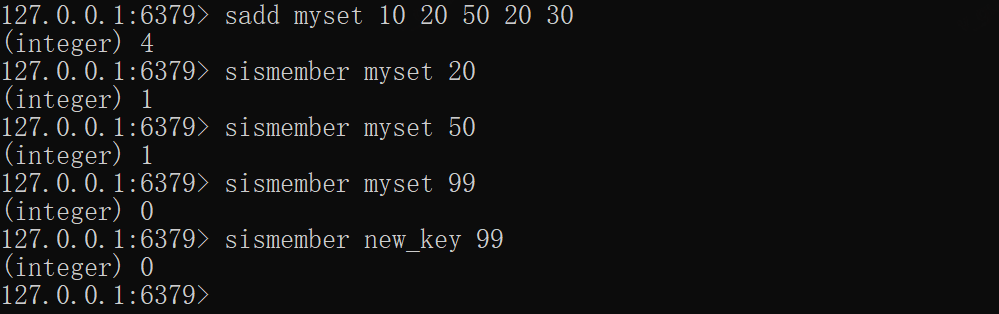 127.0.0.1:6379> sadd myset 10 20 50 20 30
(integer) 4
127.0.0.1:6379> sismember myset 20
(integer) 1
127.0.0.1:6379> sismember myset 50
(integer) 1
127.0.0.1:6379> sismember myset 99
(integer) 0
127.0.0.1:6379> sismember new_key 99
(integer) 0
127.0.0.1:6379>